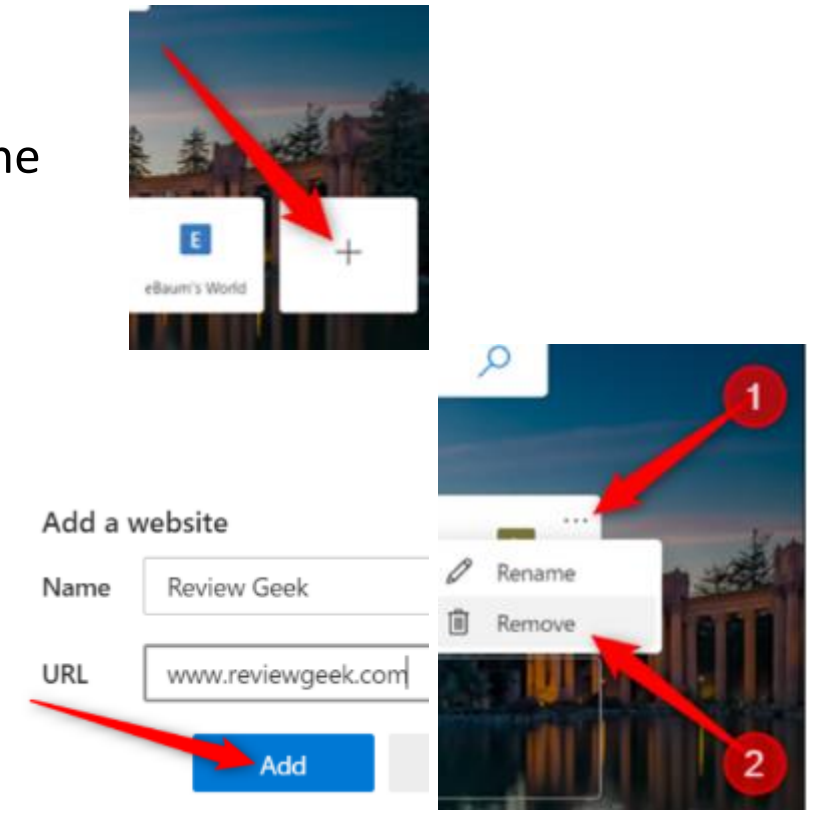 ne
E
eBaum's World
1
Add a website
Name
Review Geek
URL
www.reviewgeek.com
Add
Rename
Remove
2